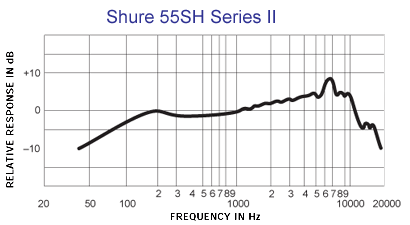 Shure 55SH Series II
RELATIVE RESPONSE IN dB
+10
0
−10
2 3 4 5 6 7 8 9 2 3 4 5 6 7 8 9
20 50 100 1000 10000 20000
FREQUENCY IN Hz